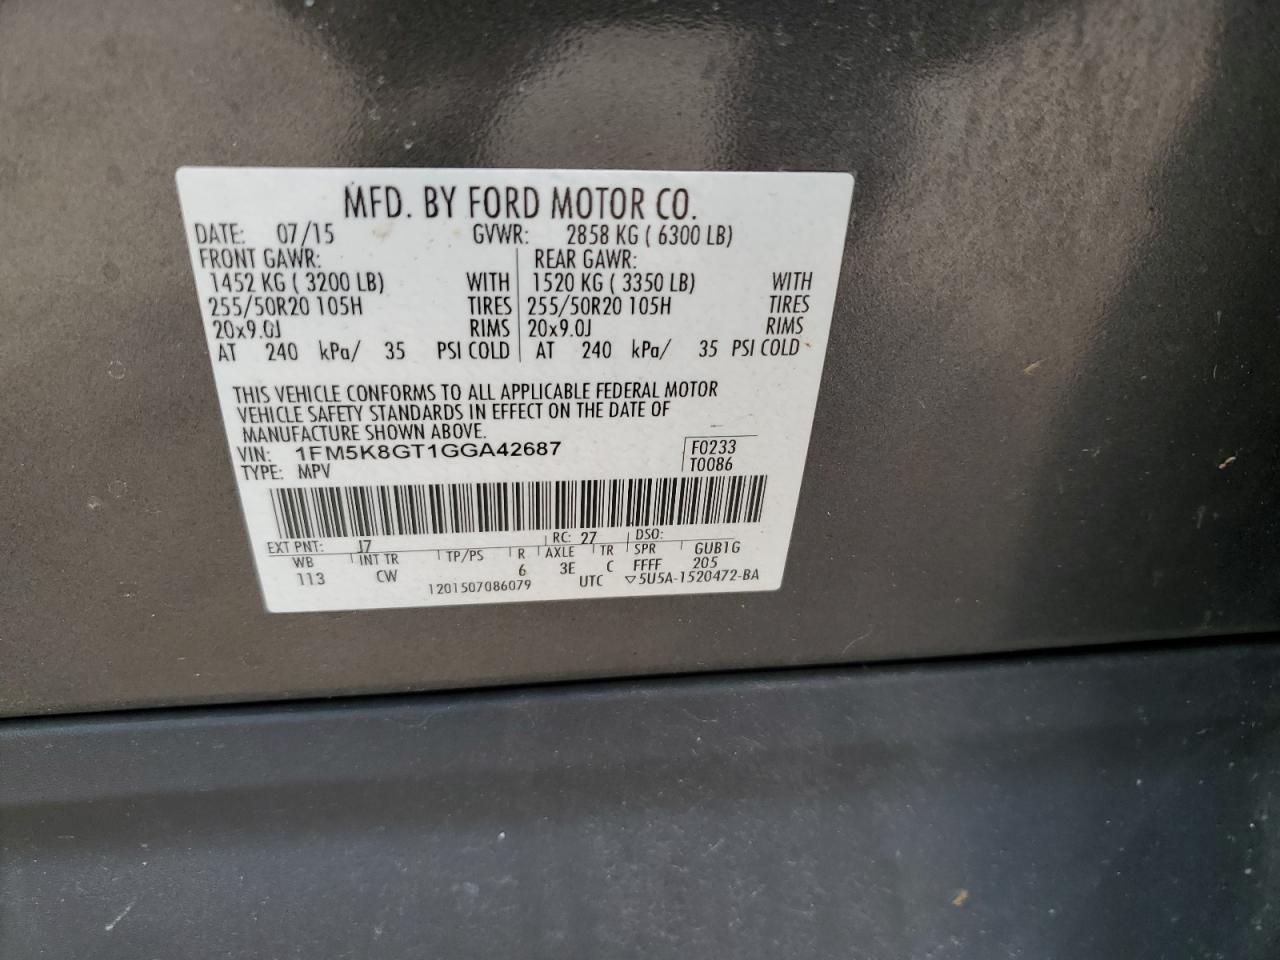 MFD. BY FORD MOTOR CO.
DATE: 07/15 GVWR: 2858 KG ( 6300 LB)
FRONT GAWR: REAR GAWR:
1452 KG ( 3200 LB) WITH 1520 KG ( 3350 LB) WITH
255/50R20 105H TIRES 255/50R20 105H TIRES
20x9.0J RIMS 20x9.0J RIMS
AT 240 kPa/ 35 PSI COLD AT 240 kPa/ 35 PSI COLD
THIS VEHICLE CONFORMS TO ALL APPLICABLE FEDERAL MOTOR
VEHICLE SAFETY STANDARDS IN EFFECT ON THE DATE OF
MANUFACTURE SHOWN ABOVE.
VIN: 1FM5K8GT1GGA42687 F0233
TYPE: MPV T0086
EXT PNT: J7 RC: 27 DSO:
WB INT TR TP/PS R AXLE TR SPR GUB1G
113 CW 6 3E C FFFF 205
1201507086079 UTC ▽5U5A-1520472-BA